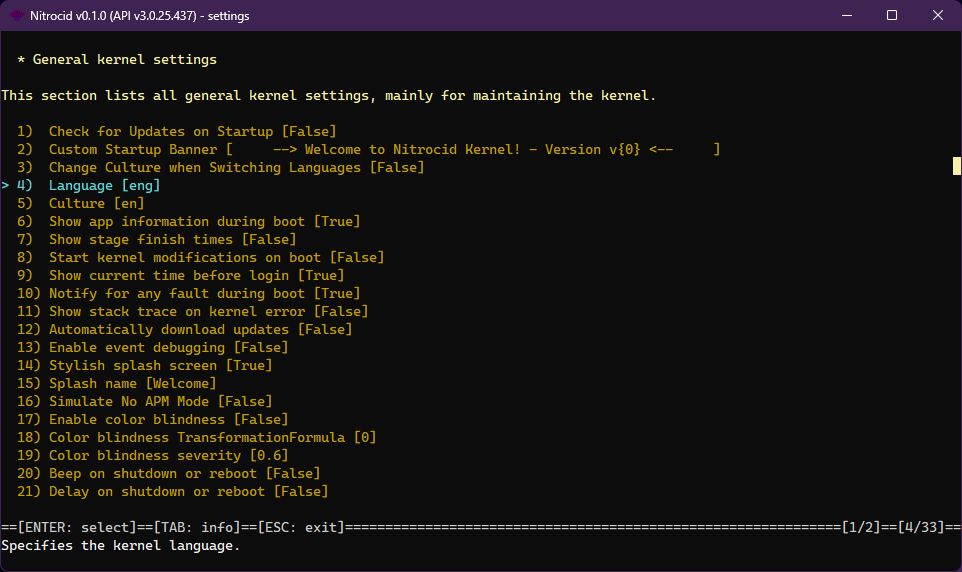 Nitrocid v0.1.0 (API v3.0.25.437) - settings
* General kernel settings
This section lists all general kernel settings, mainly for maintaining the kernel.
1) Check for Updates on Startup [False]
2) Custom Startup Banner [     --> Welcome to Nitrocid Kernel! - Version v{0} <--     ]
3) Change Culture when Switching Languages [False]
> 4) Language [eng]
5) Culture [en]
6) Show app information during boot [True]
7) Show stage finish times [False]
8) Start kernel modifications on boot [False]
9) Show current time before login [True]
10) Notify for any fault during boot [True]
11) Show stack trace on kernel error [False]
12) Automatically download updates [False]
13) Enable event debugging [False]
14) Stylish splash screen [True]
15) Splash name [Welcome]
16) Simulate No APM Mode [False]
17) Enable color blindness [False]
18) Color blindness TransformationFormula [0]
19) Color blindness severity [0.6]
20) Beep on shutdown or reboot [False]
21) Delay on shutdown or reboot [False]
==[ENTER: select]==[TAB: info]==[ESC: exit]==============================================================[1/2]==[4/33]==
Specifies the kernel language.